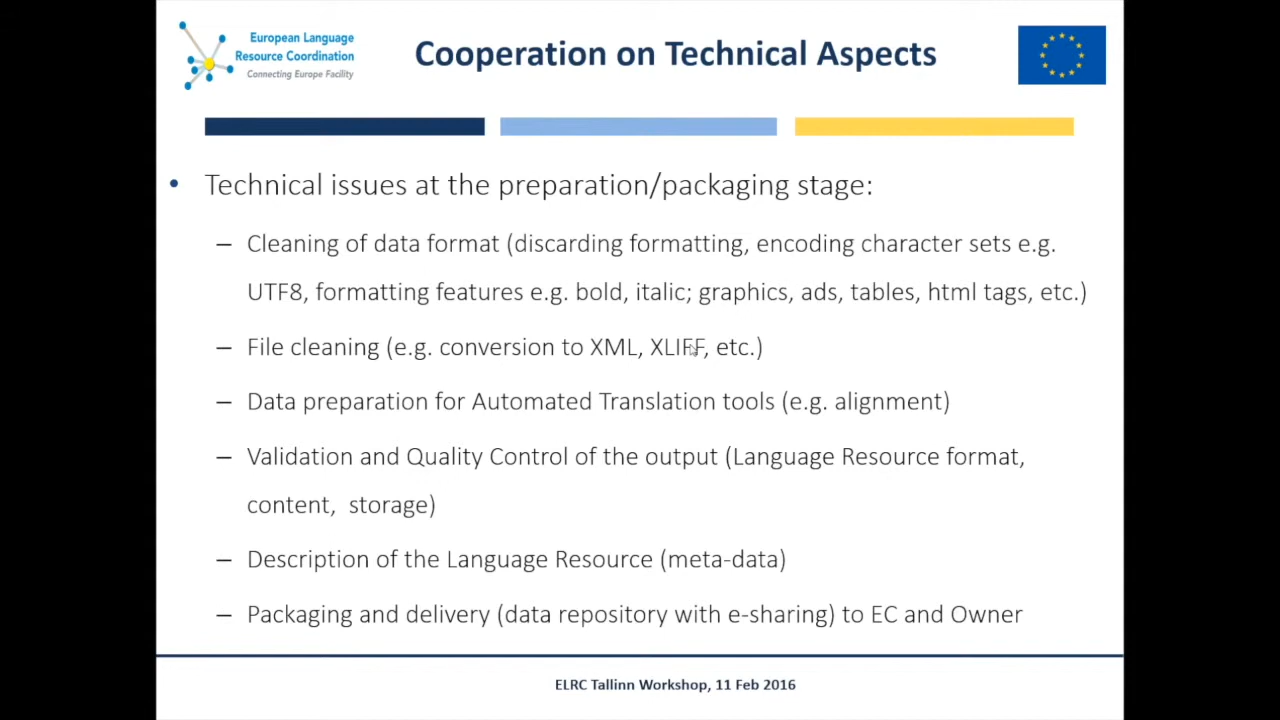 European Language
Resource Coordination
Connecting Europe Facility
Cooperation on Technical Aspects
• Technical issues at the preparation/packaging stage:
– Cleaning of data format (discarding formatting, encoding character sets e.g.
UTF8, formatting features e.g. bold, italic; graphics, ads, tables, html tags, etc.)
– File cleaning (e.g. conversion to XML, XLIFF, etc.)
– Data preparation for Automated Translation tools (e.g. alignment)
– Validation and Quality Control of the output (Language Resource format,
content,  storage)
– Description of the Language Resource (meta-data)
– Packaging and delivery (data repository with e-sharing) to EC and Owner
ELRC Tallinn Workshop, 11 Feb 2016